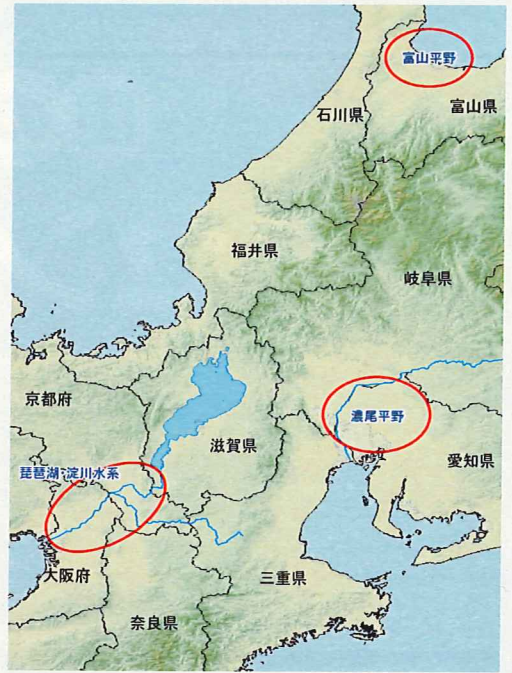 富山平野
富山県
石川県
福井県
岐阜県
京都府
濃尾平野
滋賀県
愛知県
琵琶湖・淀川水系
大阪府
三重県
奈良県